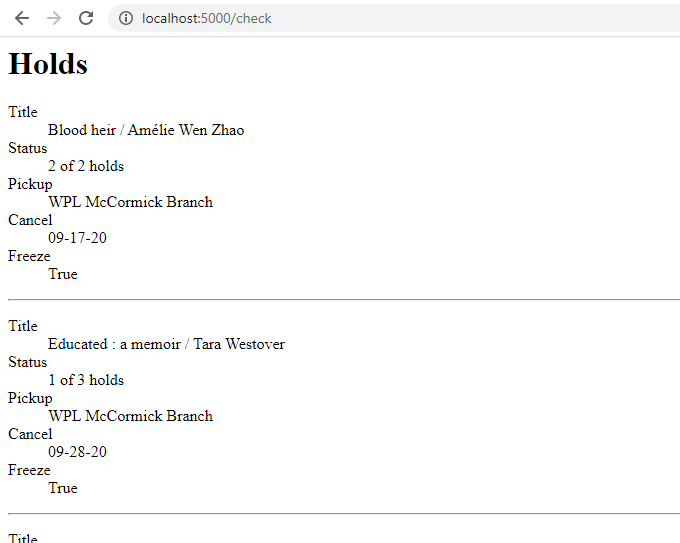 localhost:5000/check
Holds
Title
Blood heir / Amélie Wen Zhao
Status
2 of 2 holds
Pickup
WPL McCormick Branch
Cancel
09-17-20
Freeze
True
Title
Educated : a memoir / Tara Westover
Status
1 of 3 holds
Pickup
WPL McCormick Branch
Cancel
09-28-20
Freeze
True
Title